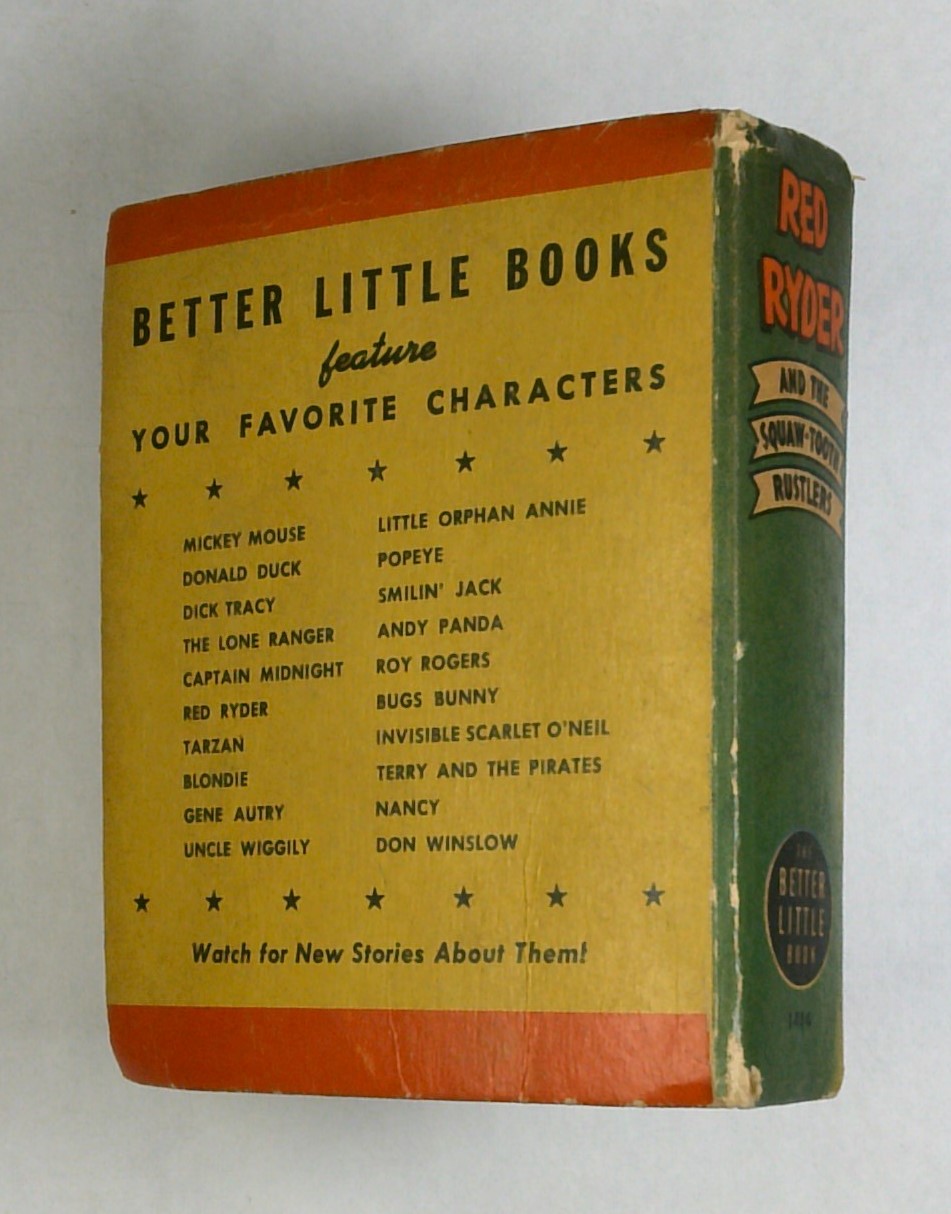 BETTER LITTLE BOOKS
feature
YOUR FAVORITE CHARACTERS
MICKEY MOUSE
DONALD DUCK
DICK TRACY
THE LONE RANGER
CAPTAIN MIDNIGHT
RED RYDER
TARZAN
BLONDIE
GENE AUTRY
UNCLE WIGGILY
LITTLE ORPHAN ANNIE
POPEYE
SMILIN' JACK
ANDY PANDA
ROY ROGERS
BUGS BUNNY
INVISIBLE SCARLET O'NEIL
TERRY AND THE PIRATES
NANCY
DON WINSLOW
Watch for New Stories About Them!
RED
RYDER
AND THE
SQUAW-TOOTH
RUSTLERS
THE
BETTER
LITTLE
BOOK